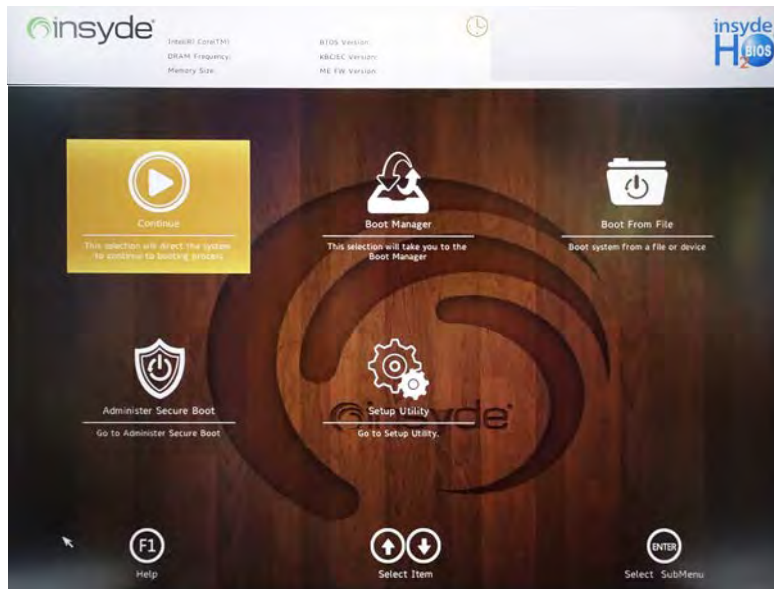 insyde
Intel(R) Core(TM)
DRAM Frequency:
Memory Size:
BIOS Version:
KBC/EC Version:
ME FW Version:
insyde
H2O BIOS
Continue
This selection will direct the system
to continue to booting process
Boot Manager
This selection will take you to the
Boot Manager
Boot From File
Boot system from a file or device
Administer Secure Boot
Go to Administer Secure Boot
Setup Utility
Go to Setup Utility.
insyde
F1
Help
Select Item
ENTER
Select SubMenu